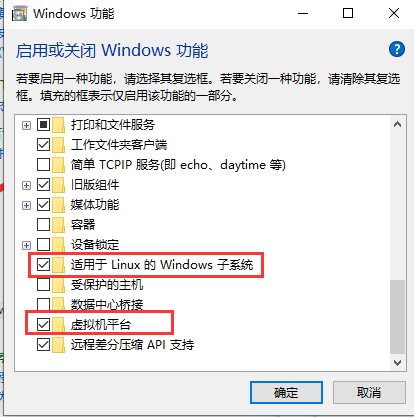 Windows 功能
启用或关闭 Windows 功能
若要启用一种功能，请选择其复选框。若要关闭一种功能，请清除其复选
框。填充的框表示仅启用该功能的一部分。
打印和文件服务
工作文件夹客户端
简单 TCPIP 服务(即 echo、daytime 等)
旧版组件
媒体功能
容器
设备锁定
适用于 Linux 的 Windows 子系统
受保护的主机
数据中心桥接
虚拟机平台
远程差分压缩 API 支持
确定
取消